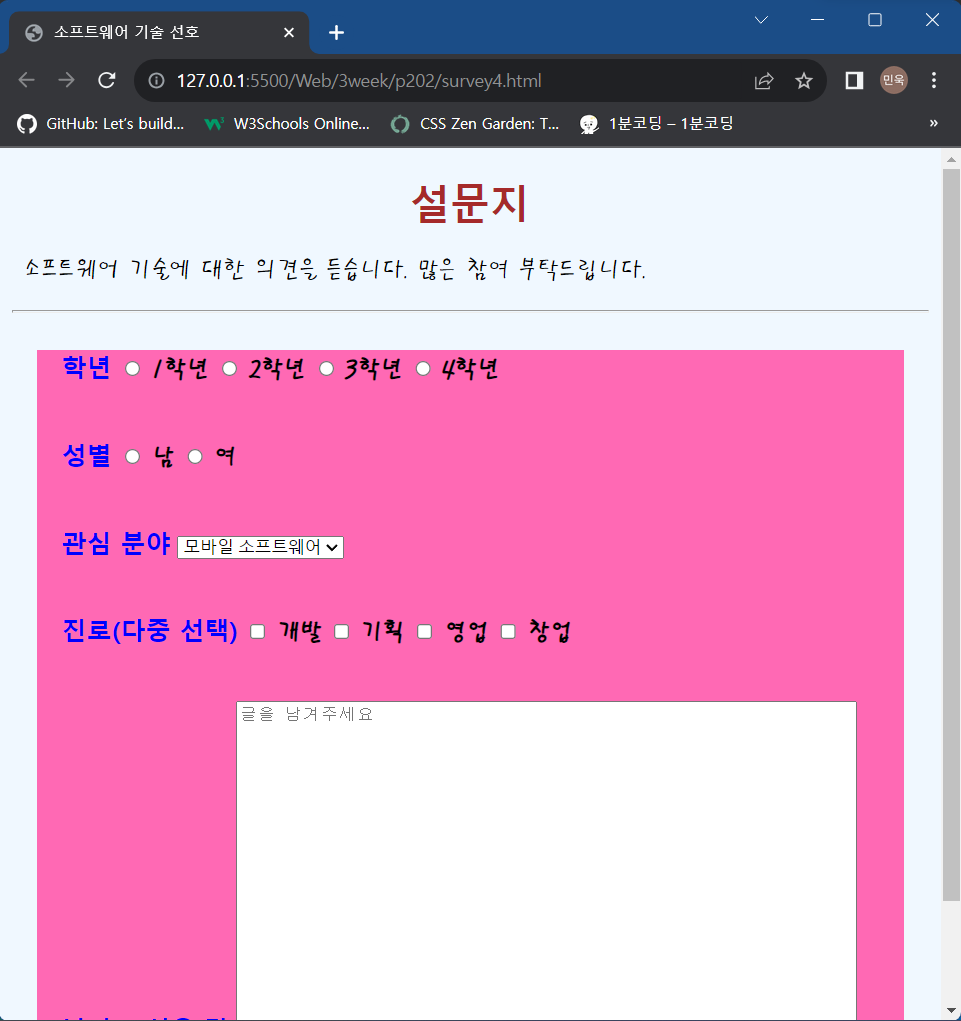 소프트웨어 기술 선호
127.0.0.1:5500/Web/3week/p202/survey4.html
민욱
GitHub: Let's build... W3Schools Online... CSS Zen Garden: T... 1분코딩 – 1분코딩 »
설문지
소프트웨어 기술에 대한 의견을 듣습니다. 많은 참여 부탁드립니다.
학년 1학년 2학년 3학년 4학년
성별 남 여
관심 분야 모바일 소프트웨어
진로(다중 선택) 개발 기획 영업 창업
글을 남겨주세요